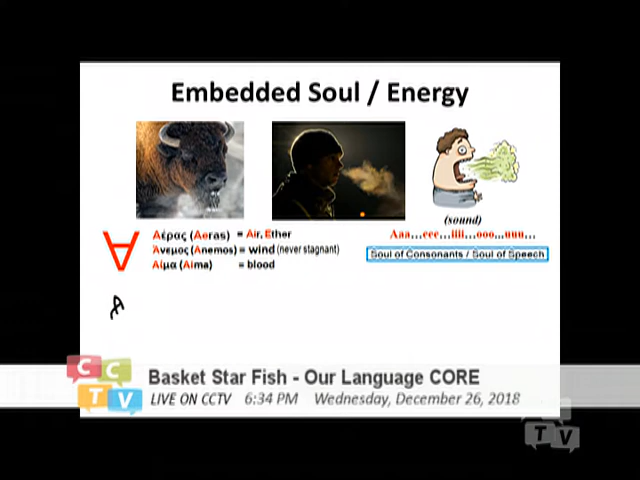 Embedded Soul / Energy
(sound)
Αέρας (Aeras) = Air, Ether
Άνεμος (Anemos) = wind (never stagnant)
Αίμα (Aima) = blood
Aaa...eee...iiii...ooo...uuu...
Soul of Consonants / Soul of Speech
∀
CCTV
Basket Star Fish - Our Language CORE
LIVE ON CCTV 6:34 PM Wednesday, December 26, 2018
TV